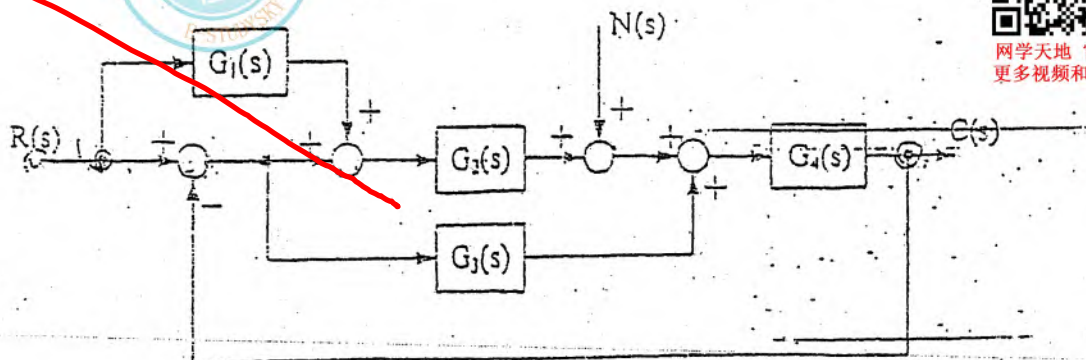 N(s)
G₁(s)
网学天地
更多视频和
+
+
R(s)
+
+
+
+
C(s)
G₂(s)
G₄(s)
−
+
G₃(s)